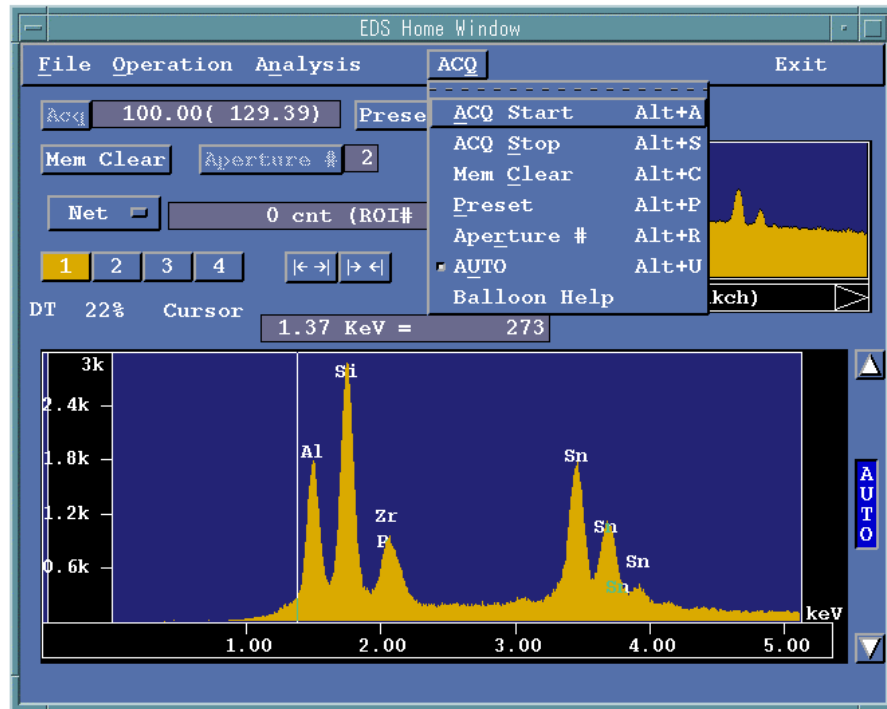 EDS Home Window
File Operation Analysis ACQ Exit
Acq 100.00( 129.39) Prese
ACQ Start Alt+A
ACQ Stop Alt+S
Mem Clear Alt+C
Preset Alt+P
Aperture # Alt+R
AUTO Alt+U
Balloon Help
Mem Clear Aperture # 2
Net 0 cnt (ROI#
1 2 3 4 |← →| |→ ←|
kch)
DT 22% Cursor
1.37 KeV = 273
3k
2.4k
1.8k
1.2k
0.6k
Si
Al
Zr
P
Sn
Sn
Sn
Sn
keV
1.00 2.00 3.00 4.00 5.00
AUTO